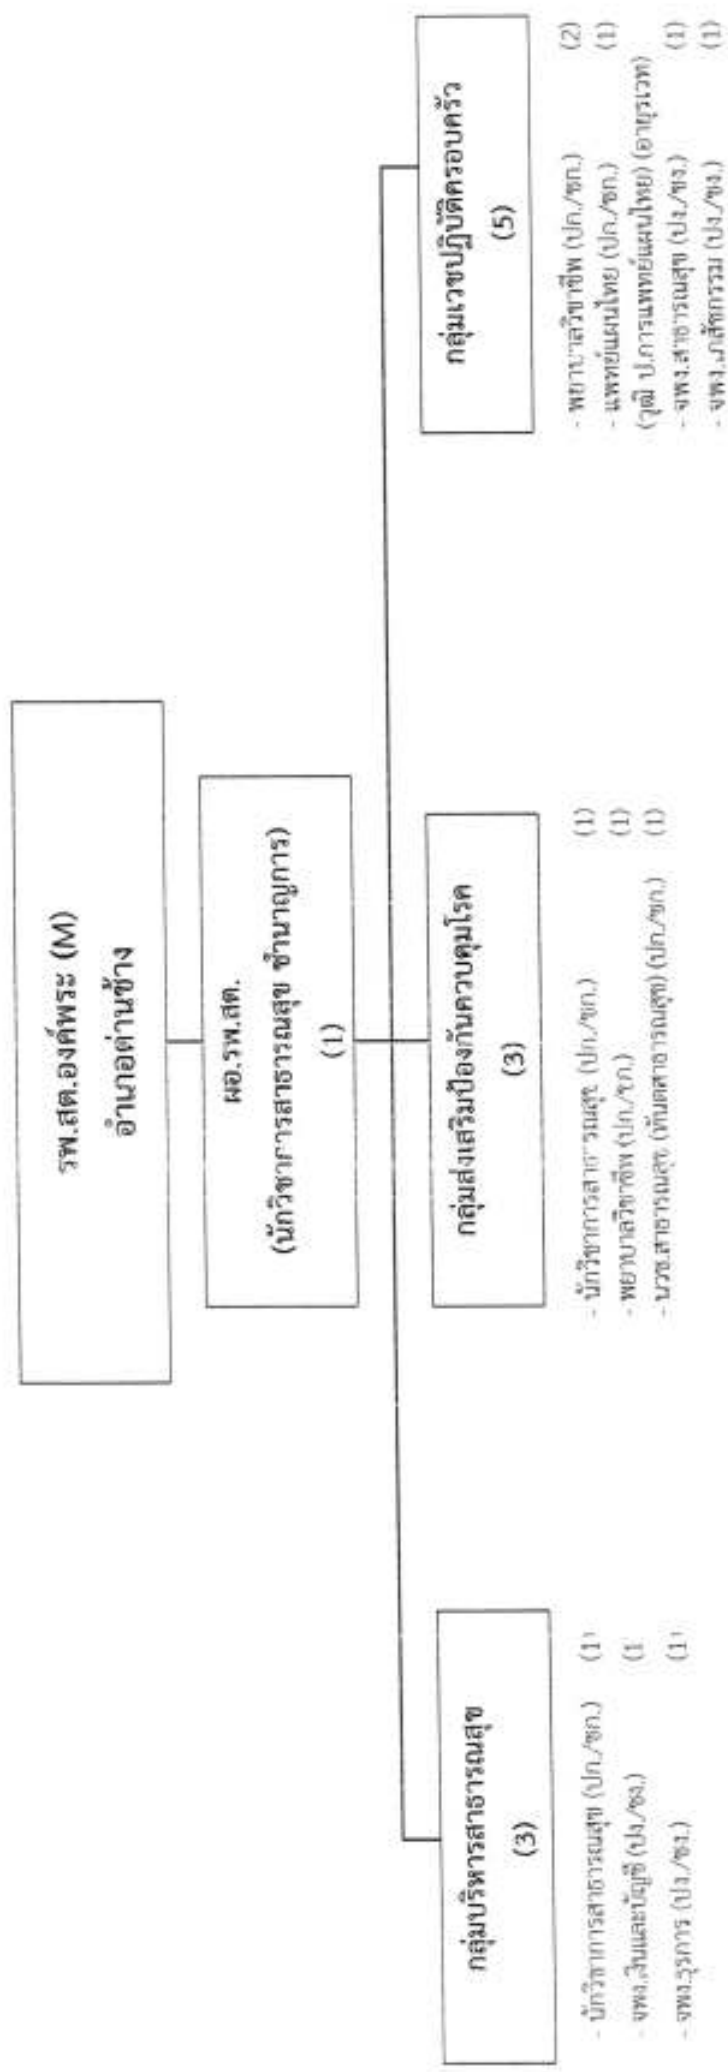 รพ.สต.องค์พระ (M)
อำเภอด่านช้าง
ผอ.รพ.สต.
(นักวิชาการสาธารณสุข ชำนาญการ)
(1)
กลุ่มบริหารสาธารณสุข
(3)
- นักวิชาการสาธารณสุข (ปก./ชก.) (1)
- จพง.เงินและบัญชี (ปง./ชง.) (1
- จพง.ธุรการ (ปง./ชง.) (1)
กลุ่มส่งเสริมป้องกันควบคุมโรค
(3)
- นักวิชาการสาธารณสุข (ปก./ชก.) (1)
- พยาบาลวิชาชีพ (ปก./ชก.) (1)
- นวช.สาธารณสุข (ทันตสาธารณสุข) (ปก./ชก.) (1)
กลุ่มเวชปฏิบัติครอบครัว
(5)
- พยาบาลวิชาชีพ (ปก./ชก.) (2)
- แพทย์แผนไทย (ปก./ชก.) (1)
(วุฒิ ป.การแพทย์แผนไทย) (อายุรเวท)
- จพง.สาธารณสุข (ปง./ชง.) (1)
- จพง.เภสัชกรรม (ปง./ชง.) (1)